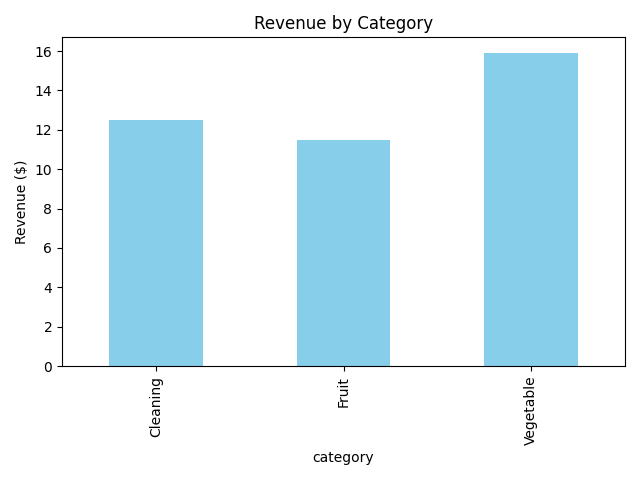 Revenue by Category
Revenue ($)
16
14
12
10
8
6
4
2
0
Cleaning
Fruit
Vegetable
category